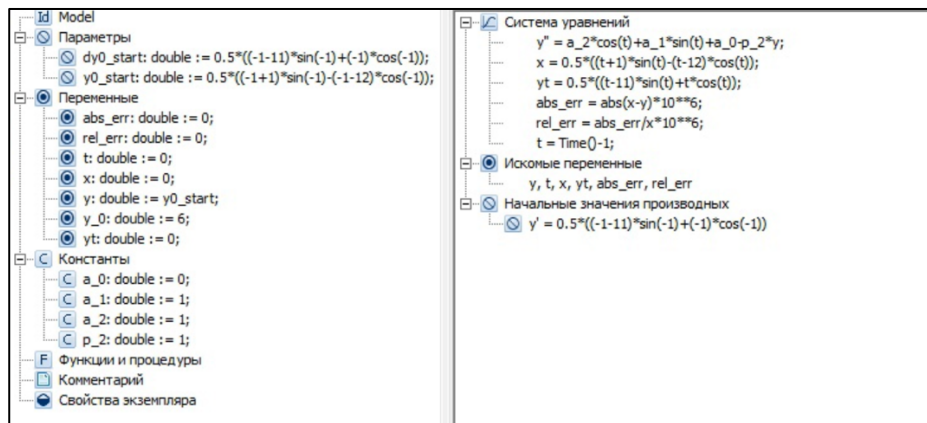 Id Model
Параметры
dy0_start: double := 0.5*((-1-11)*sin(-1)+(-1)*cos(-1));
y0_start: double := 0.5*((-1+1)*sin(-1)-(-1-12)*cos(-1));
Переменные
abs_err: double := 0;
rel_err: double := 0;
t: double := 0;
x: double := 0;
y: double := y0_start;
y_0: double := 6;
yt: double := 0;
C Константы
C a_0: double := 0;
C a_1: double := 1;
C a_2: double := 1;
C p_2: double := 1;
F Функции и процедуры
Комментарий
Свойства экземпляра
Система уравнений
y'' = a_2*cos(t)+a_1*sin(t)+a_0-p_2*y;
x = 0.5*((t+1)*sin(t)-(t-12)*cos(t));
yt = 0.5*((t-11)*sin(t)+t*cos(t));
abs_err = abs(x-y)*10**6;
rel_err = abs_err/x*10**6;
t = Time()-1;
Искомые переменные
y, t, x, yt, abs_err, rel_err
Начальные значения производных
y' = 0.5*((-1-11)*sin(-1)+(-1)*cos(-1))